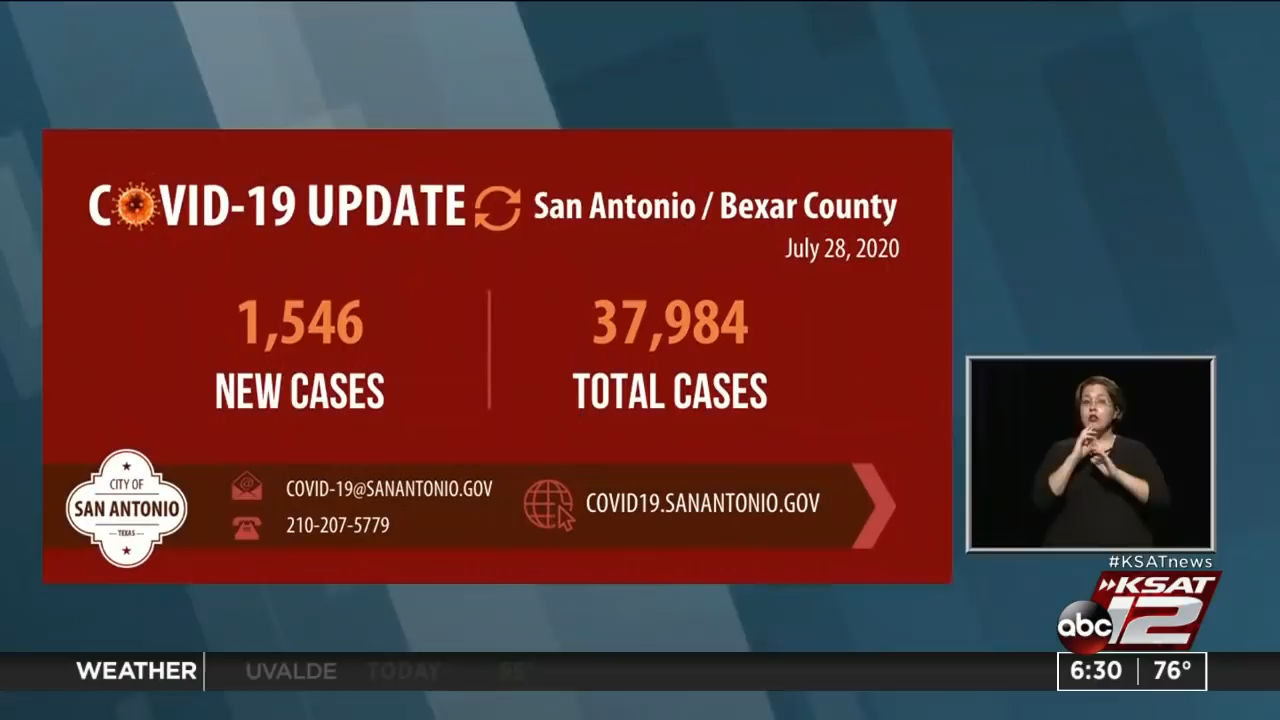 COVID-19 UPDATE
San Antonio / Bexar County
July 28, 2020
1,546
NEW CASES
37,984
TOTAL CASES
CITY OF
SAN ANTONIO
TEXAS
COVID-19@SANANTONIO.GOV
210-207-5779
COVID19.SANANTONIO.GOV
#KSATnews
KSAT
12
abc
WEATHER
UVALDE TODAY
6:30
76°